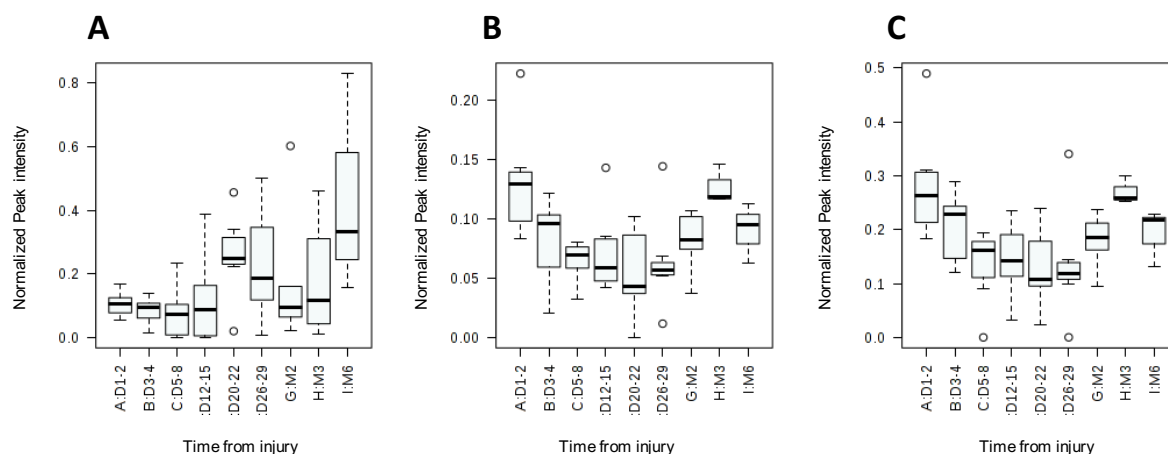 A
B
C
Normalized Peak intensity
0.8
0.6
0.4
0.2
0.0
A:D1-2
B:D3-4
C:D5-8
:D12-15
:D20-22
:D26-29
G:M2
H:M3
I:M6
Time from injury
Normalized Peak intensity
0.20
0.15
0.10
0.05
0.00
A:D1-2
B:D3-4
C:D5-8
:D12-15
:D20-22
:D26-29
G:M2
H:M3
I:M6
Time from injury
Normalized Peak intensity
0.5
0.4
0.3
0.2
0.1
0.0
A:D1-2
B:D3-4
C:D5-8
:D12-15
:D20-22
:D26-29
G:M2
H:M3
I:M6
Time from injury